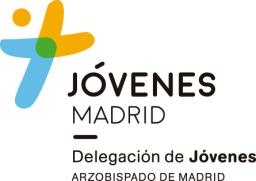 JÓVENES
MADRID
Delegación de Jóvenes
ARZOBISPADO DE MADRID